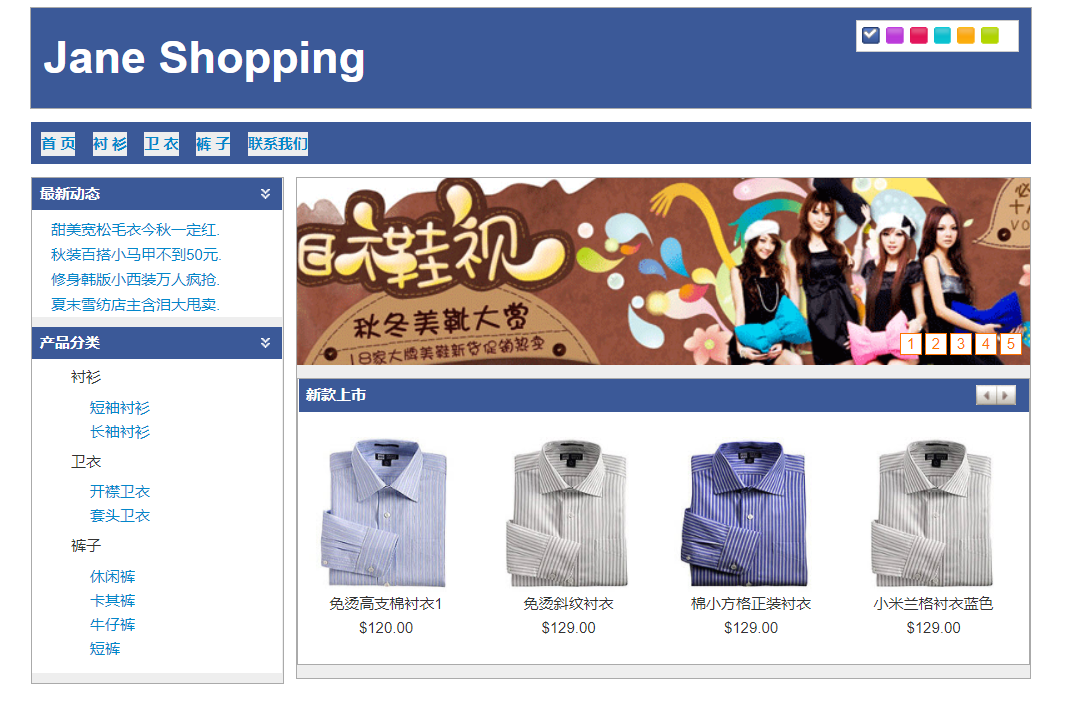 Jane Shopping
首 页 衬 衫 卫 衣 裤 子 联系我们
最新动态
甜美宽松毛衣今秋一定红.
秋装百搭小马甲不到50元.
修身韩版小西装万人疯抢.
夏末雪纺店主含泪大甩卖.
产品分类
衬衫
短袖衬衫
长袖衬衫
卫衣
开襟卫衣
套头卫衣
裤子
休闲裤
卡其裤
牛仔裤
短裤
衣鞋视
秋冬美靴大赏
18家大牌美鞋新货促销热卖
1 2 3 4 5
新款上市
免烫高支棉衬衣1 免烫斜纹衬衣 棉小方格正装衬衣 小米兰格衬衣蓝色
$120.00 $129.00 $129.00 $129.00